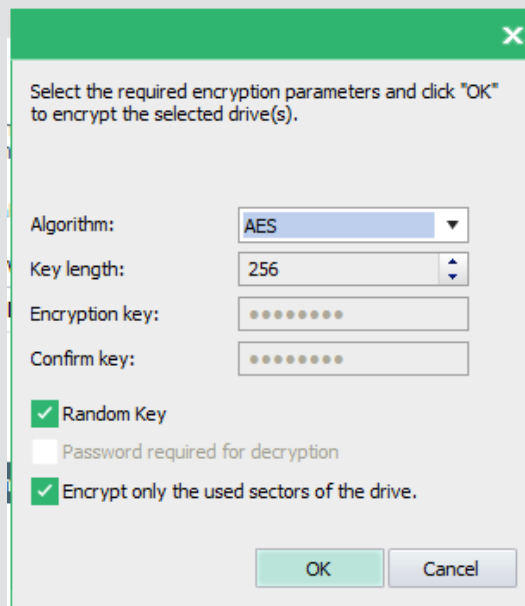 Select the required encryption parameters and click "OK"
to encrypt the selected drive(s).
Algorithm: AES
Key length: 256
Encryption key: ●●●●●●●●
Confirm key: ●●●●●●●●
Random Key
Password required for decryption
Encrypt only the used sectors of the drive.
OK Cancel